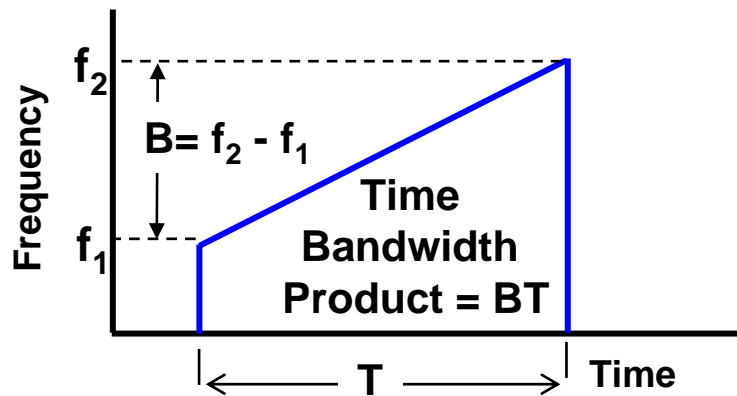 Frequency
f₂
B= f₂ - f₁
f₁
Time
Bandwidth
Product = BT
T
Time